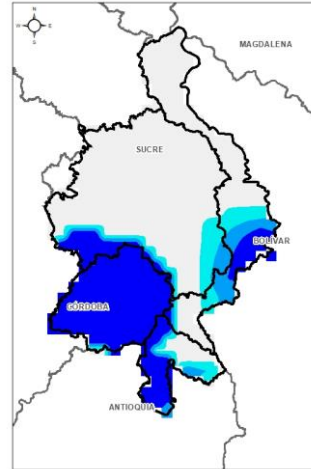 N
W E
S
MAGDALENA
SUCRE
BOLIVAR
CÓRDOBA
ANTIOQUIA